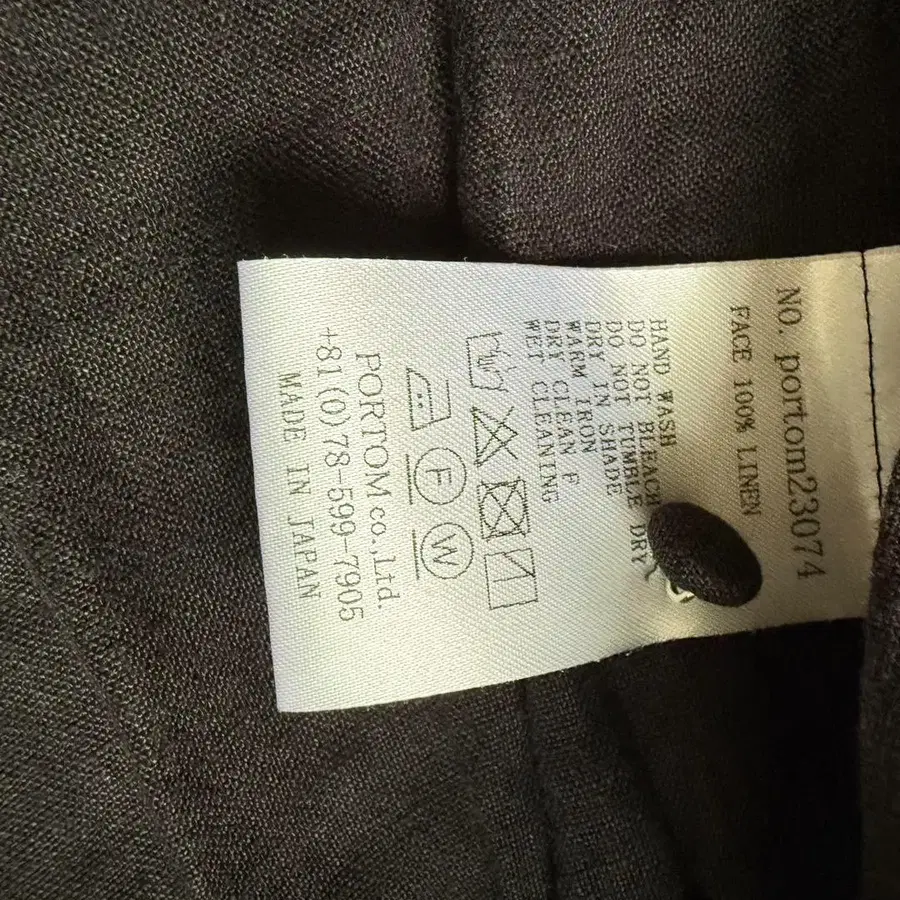 NO. portom23074
FACE 100% LINEN
HAND WASH
DO NOT BLEACH
DO NOT TUMBLE DRY
DRY IN SHADE
WARM IRON
DRY CLEAN F
WET CLEANING
F W
PORTOM co.,Ltd.
+81(0)78-599-7905
MADE IN JAPAN